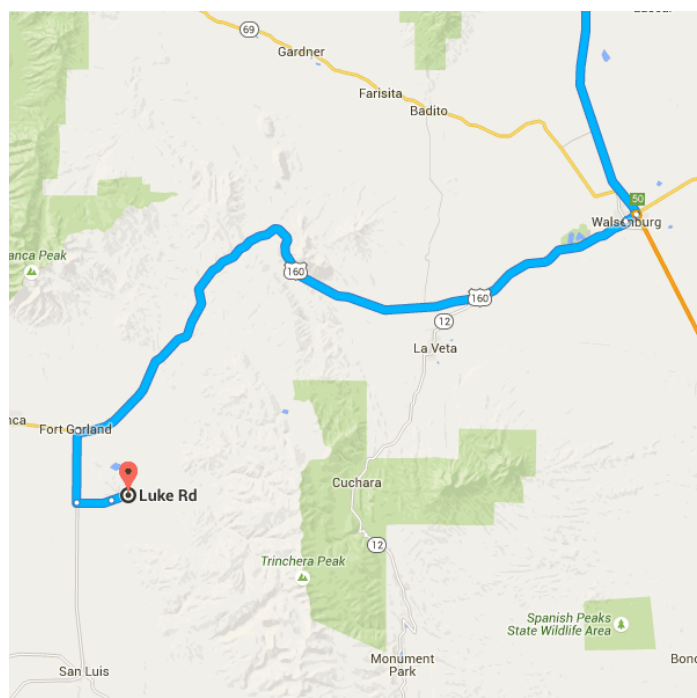 69
Gardner
Farisita
Badito
50
Walsenburg
anca Peak
160
160
12
La Veta
nca
Fort Garland
Luke Rd
Cuchara
12
Trinchera Peak
Spanish Peaks
State Wildlife Area
San Luis
Monument
Park
Bonc